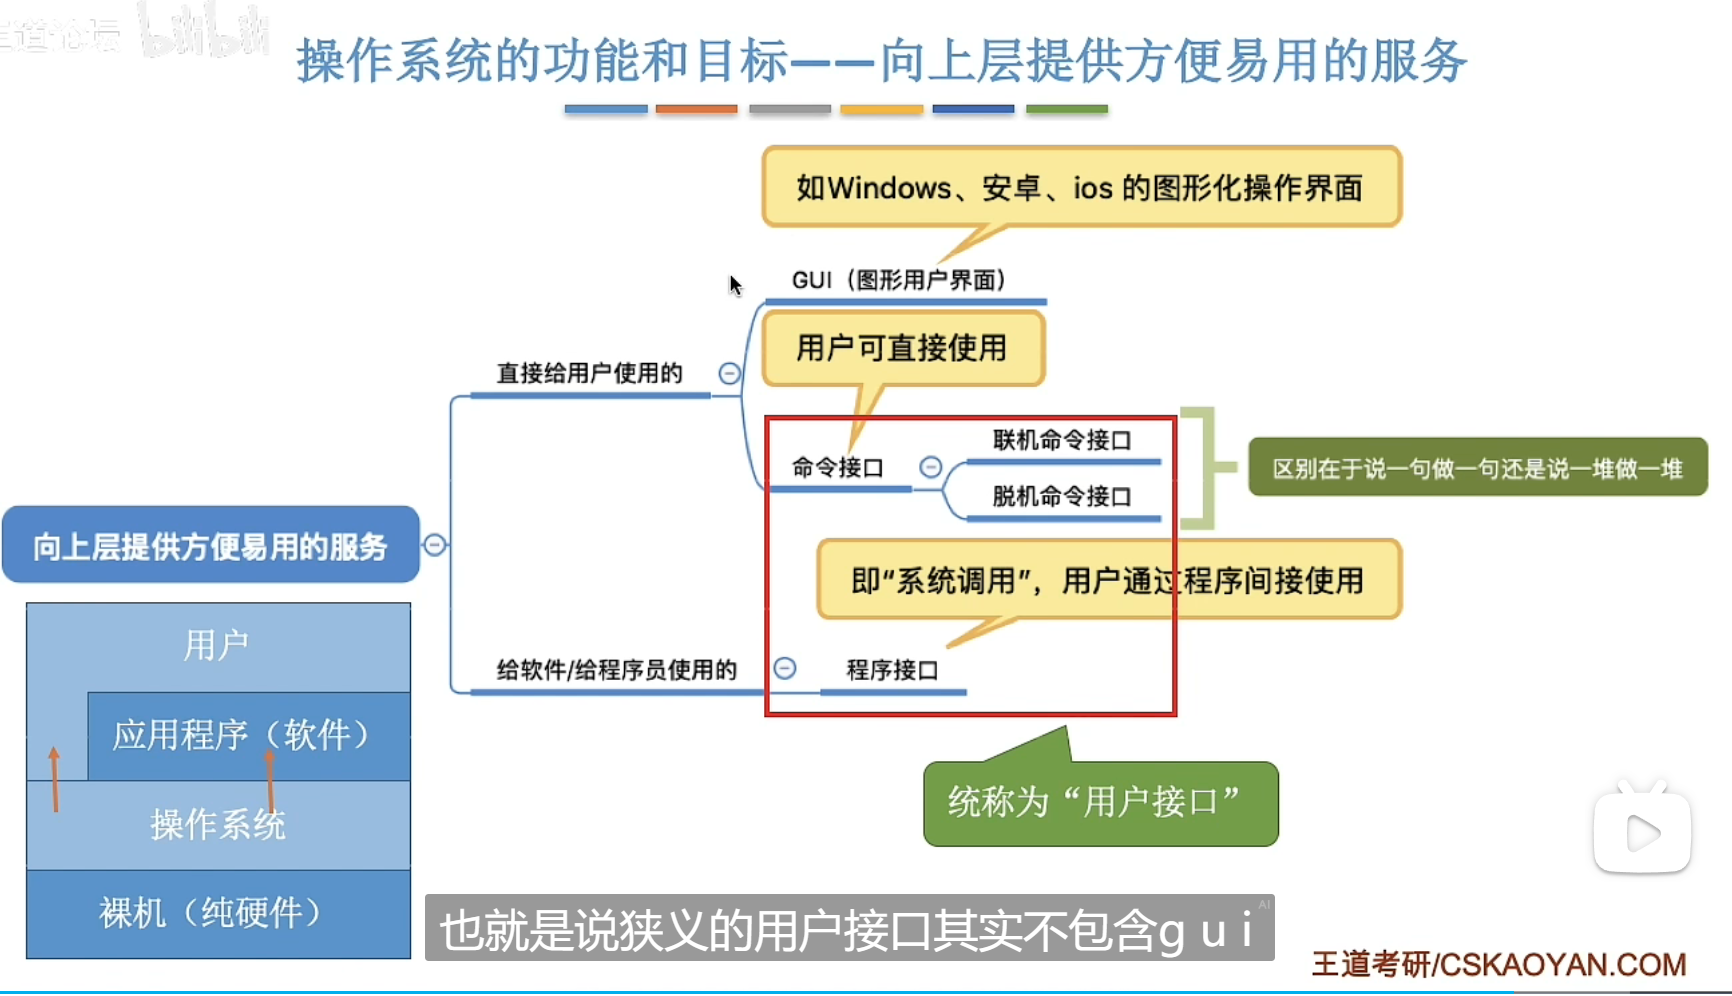 王道论坛 bilibili
操作系统的功能和目标——向上层提供方便易用的服务
如Windows、安卓、ios 的图形化操作界面
GUI（图形用户界面）
用户可直接使用
直接给用户使用的
联机命令接口
命令接口
脱机命令接口
区别在于说一句做一句还是说一堆做一堆
向上层提供方便易用的服务
即“系统调用”，用户通过程序间接使用
给软件/给程序员使用的
程序接口
统称为“用户接口”
用户
应用程序（软件）
操作系统
裸机（纯硬件）
也就是说狭义的用户接口其实不包含g u i
AI
王道考研/CSKAOYAN.COM